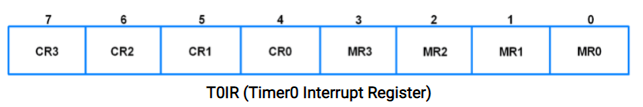 7 6 5 4 3 2 1 0
CR3 CR2 CR1 CR0 MR3 MR2 MR1 MR0
T0IR (Timer0 Interrupt Register)